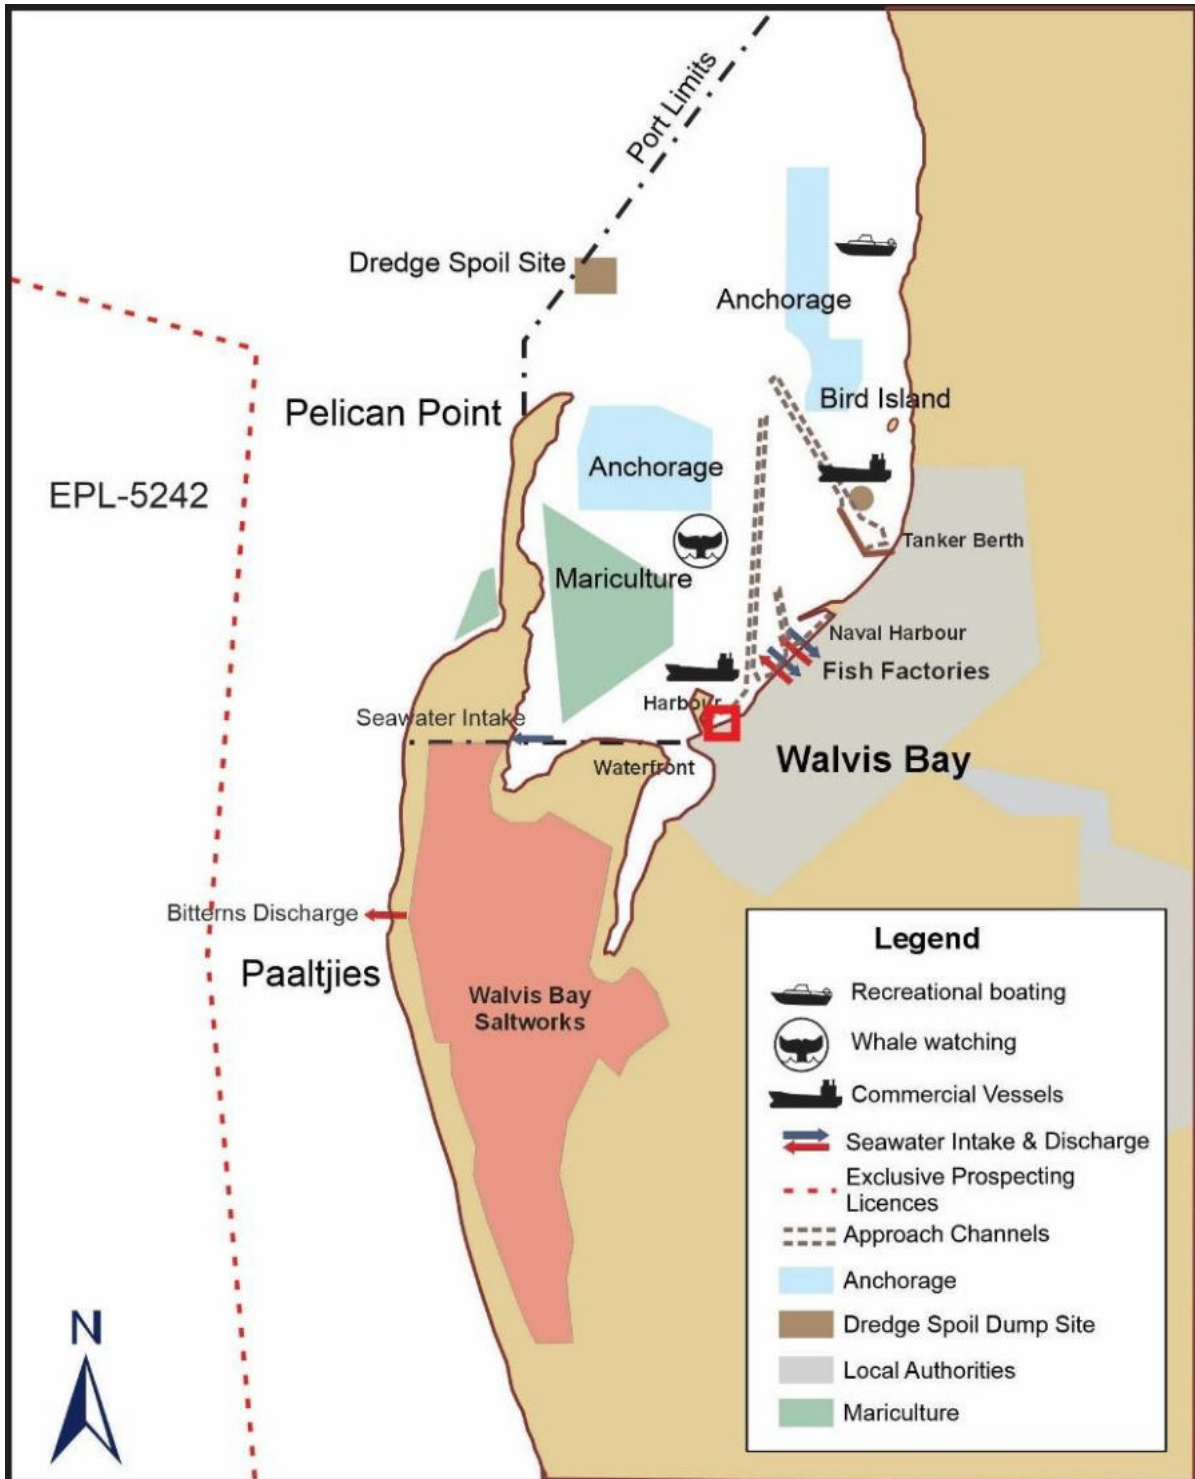 Port Limits
Dredge Spoil Site
Anchorage
Pelican Point
Bird Island
Anchorage
EPL-5242
Tanker Berth
Mariculture
Naval Harbour
Fish Factories
Harbour
Seawater Intake
Waterfront
Walvis Bay
Bitterns Discharge
Paaltjies
Walvis Bay
Saltworks
Legend
Recreational boating
Whale watching
Commercial Vessels
Seawater Intake & Discharge
Exclusive Prospecting
Licences
Approach Channels
Anchorage
Dredge Spoil Dump Site
Local Authorities
Mariculture
N